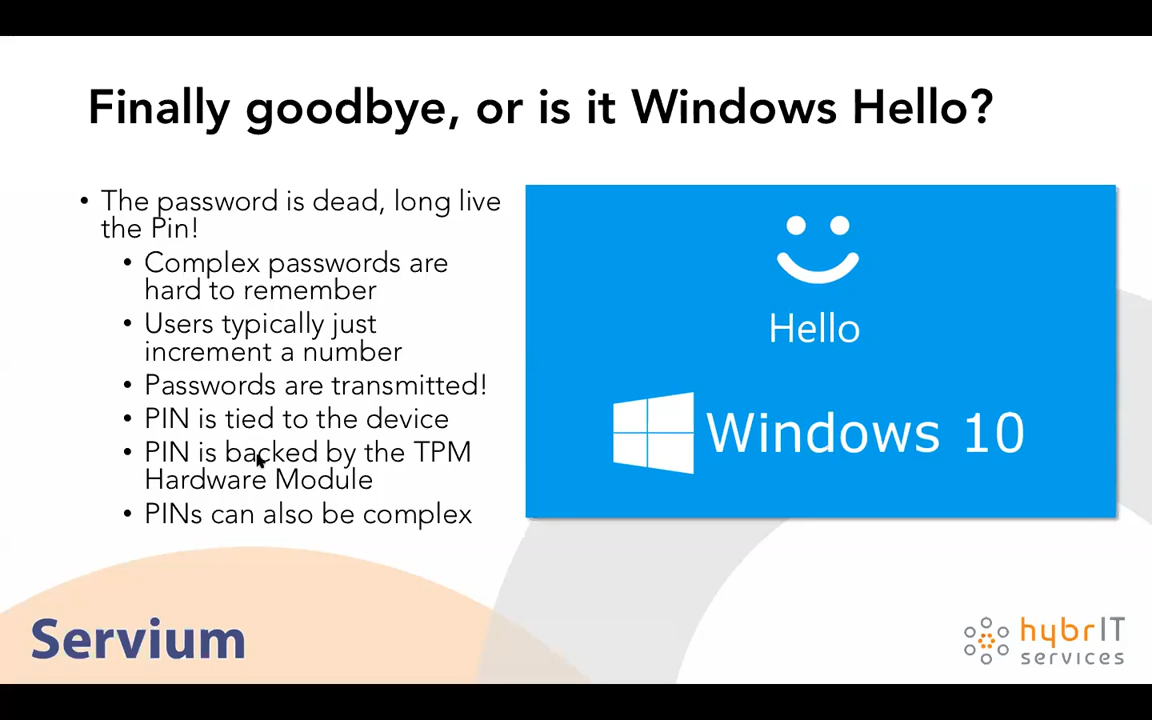 Finally goodbye, or is it Windows Hello?
• The password is dead, long live
the Pin!
• Complex passwords are
hard to remember
• Users typically just
increment a number
• Passwords are transmitted!
• PIN is tied to the device
• PIN is backed by the TPM
Hardware Module
• PINs can also be complex
Hello
Windows 10
Servium
hybrIT
services